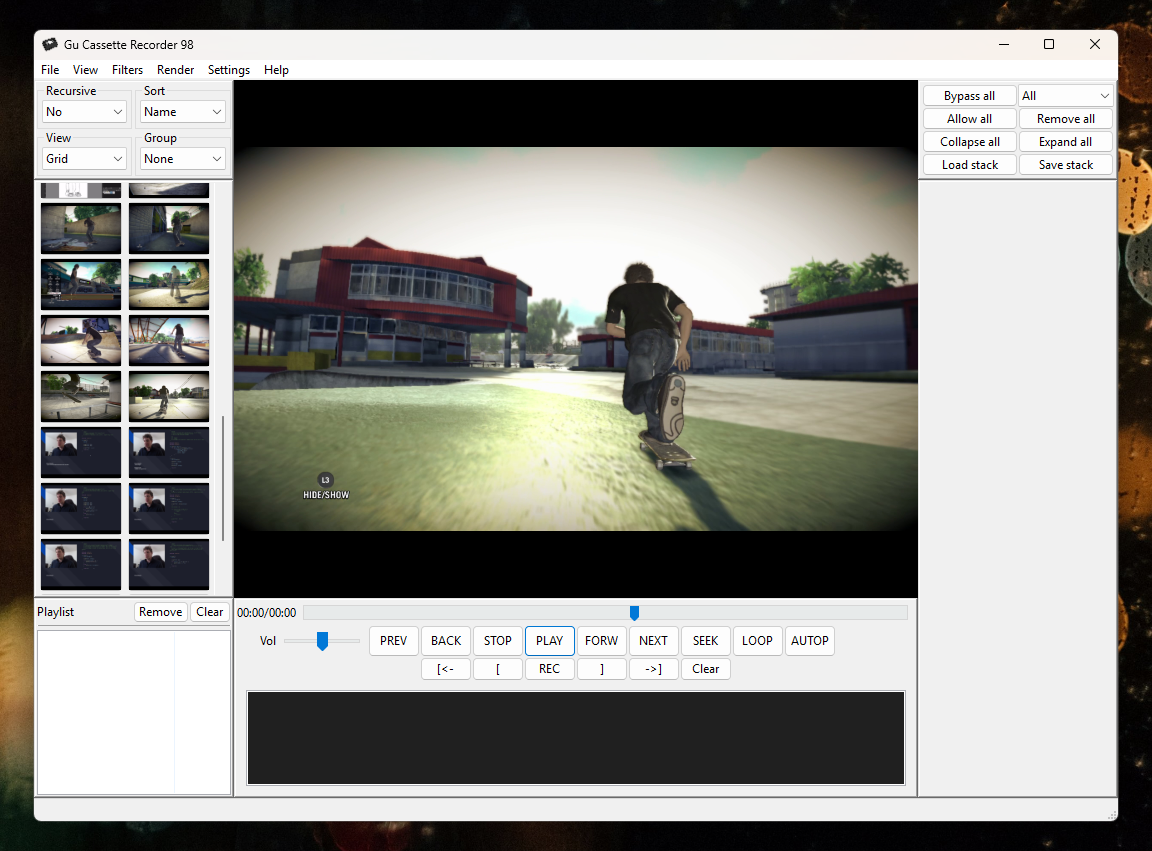 Gu Cassette Recorder 98
File View Filters Render Settings Help
Recursive Sort
No Name
View Group
Grid None
Bypass all All
Allow all Remove all
Collapse all Expand all
Load stack Save stack
L3
HIDE/SHOW
Playlist Remove Clear
00:00/00:00
Vol PREV BACK STOP PLAY FORW NEXT SEEK LOOP AUTOP
[<- [ REC ] ->] Clear